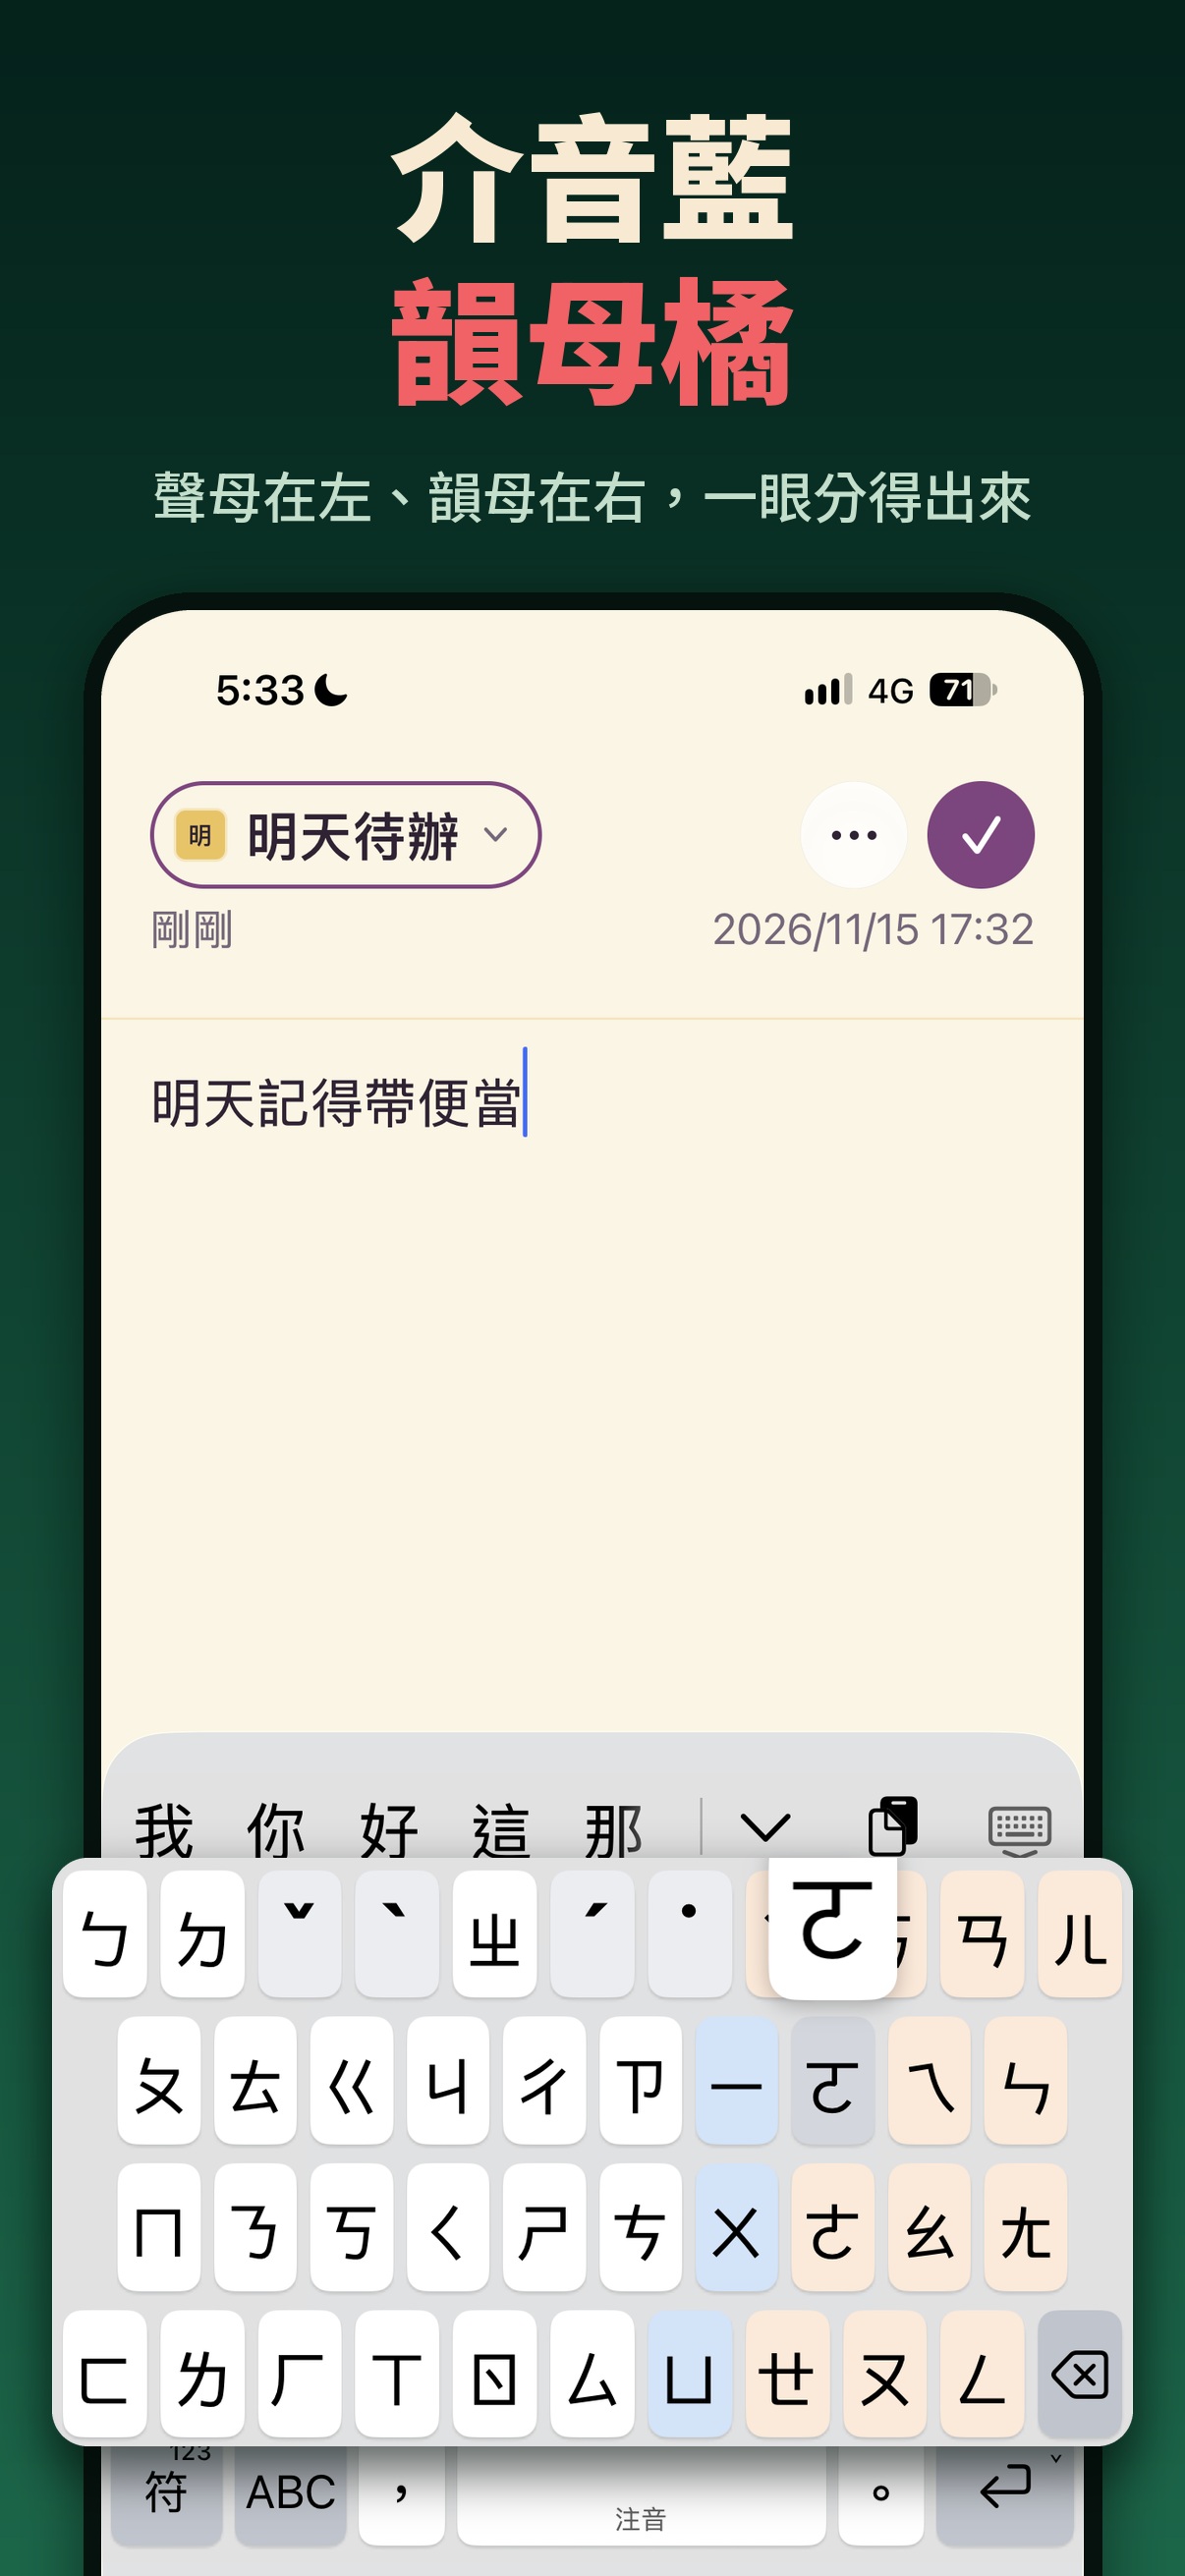 介音藍
韻母橘
聲母在左、韻母在右，一眼分得出來
5:33 4G 71
明 明天待辦
剛剛 2026/11/15 17:32
明天記得帶便當
我 你 好 這 那
ㄅ ㄉ ˇ ˋ ㄓ ˊ ˙ ㄛ ㄢ ㄦ
ㄆ ㄊ ㄍ ㄐ ㄔ ㄗ ㄧ ㄛ ㄟ ㄣ
ㄇ ㄋ ㄎ ㄑ ㄕ ㄘ ㄨ ㄜ ㄠ ㄤ
ㄈ ㄌ ㄏ ㄒ ㄖ ㄙ ㄩ ㄝ ㄡ ㄥ
123
符 ABC ， 注音 。